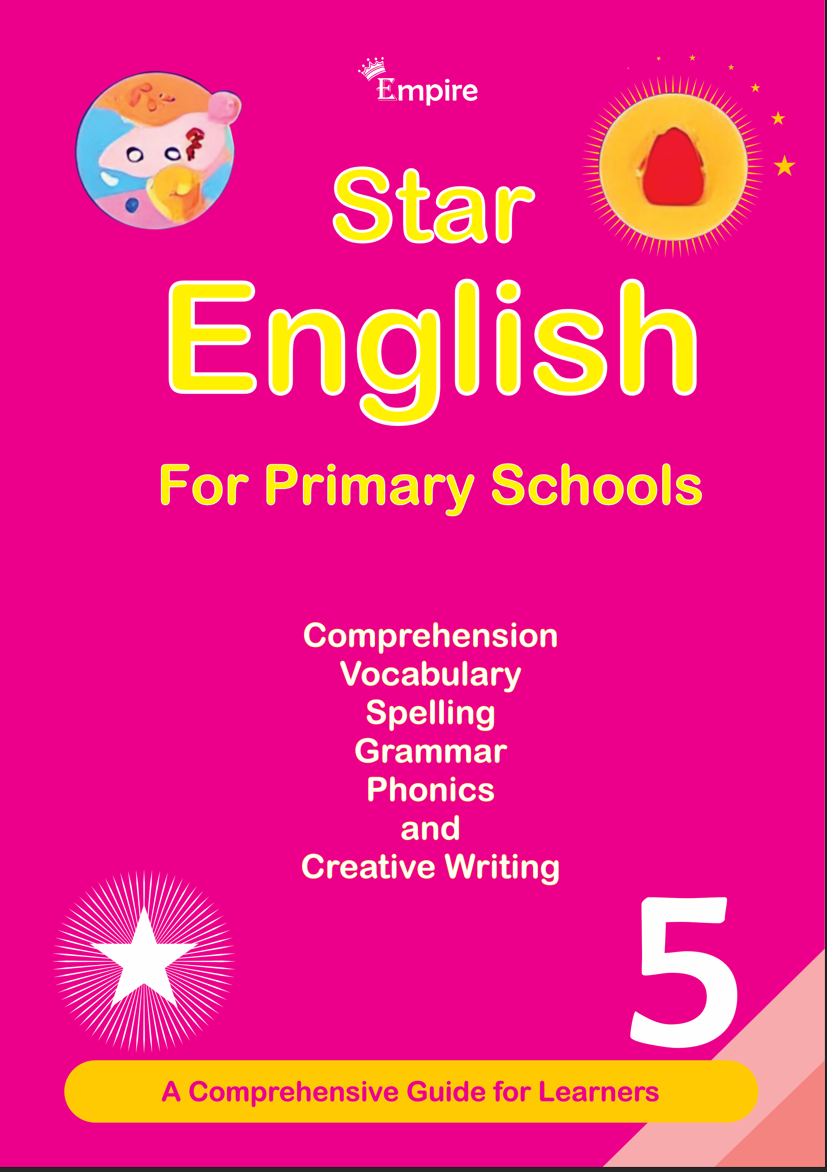 Empire
Star
English
For Primary Schools
Comprehension
Vocabulary
Spelling
Grammar
Phonics
and
Creative Writing
5
A Comprehensive Guide for Learners